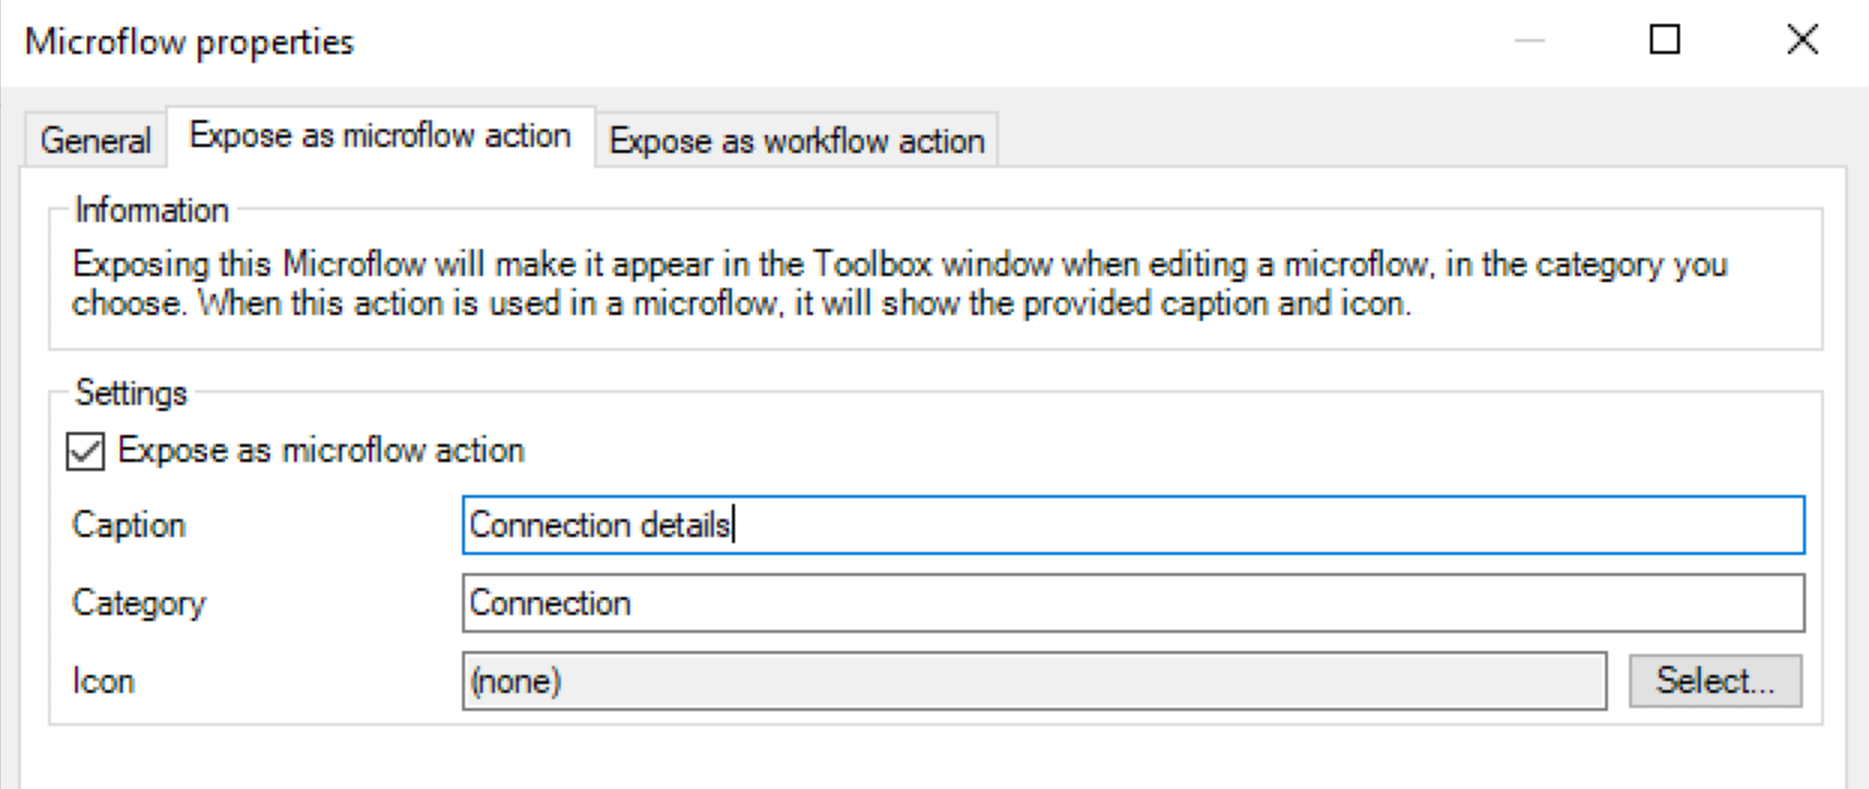 Microflow properties
General
Expose as microflow action
Expose as workflow action
Information
Exposing this Microflow will make it appear in the Toolbox window when editing a microflow, in the category you
choose. When this action is used in a microflow, it will show the provided caption and icon.
Settings
Expose as microflow action
Caption
Connection details
Category
Connection
Icon
(none)
Select...